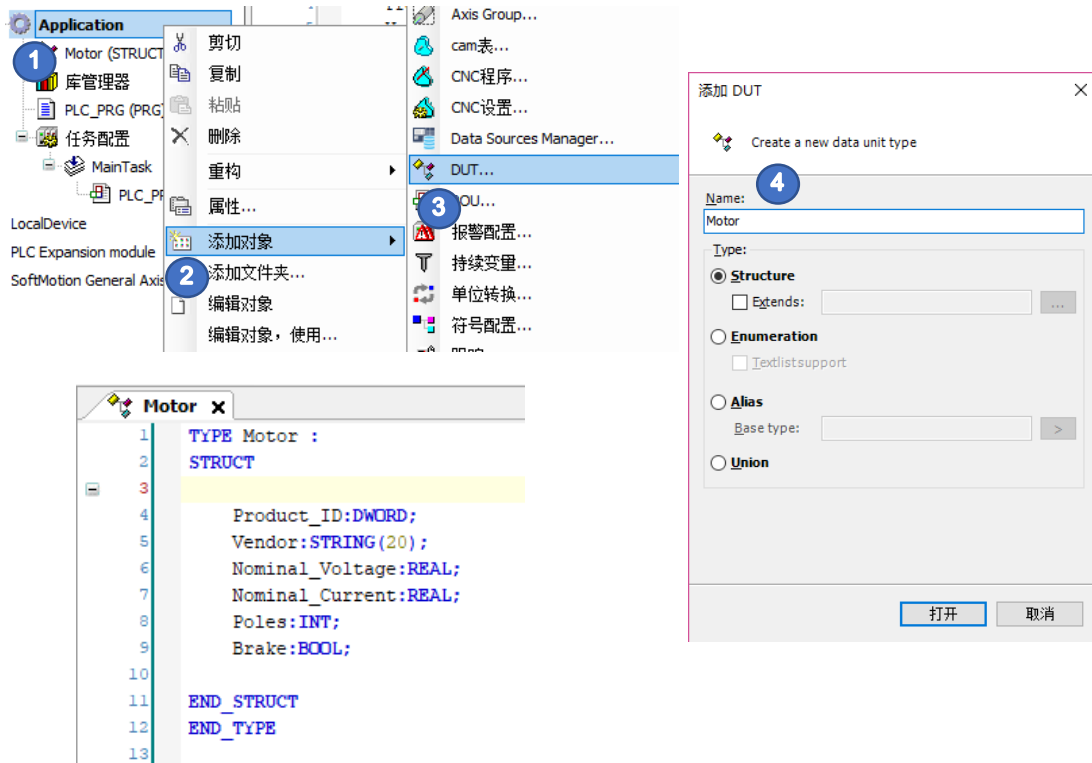 Application
1
Motor (STRUCT
库管理器
PLC_PRG (PRG)
任务配置
MainTask
LocalDevice
PLC Expansion module
SoftMotion General Axis
剪切
复制
粘贴
删除
重构
属性...
添加对象
2
添加文件夹...
编辑对象
编辑对象，使用...
Axis Group...
cam表...
CNC程序...
CNC设置...
Data Sources Manager...
DUT...
3
报警配置...
持续变量...
单位转换...
符号配置...
添加 DUT
Create a new data unit type
4
Name:
Motor
Type:
Structure
Extends:
...
Enumeration
Textlistsupport
Alias
Base type:
>
Union
打开
取消
Motor x
1 TYPE Motor :
2 STRUCT
3
4 Product_ID:DWORD;
5 Vendor:STRING(20);
6 Nominal_Voltage:REAL;
7 Nominal_Current:REAL;
8 Poles:INT;
9 Brake:BOOL;
10
11 END_STRUCT
12 END_TYPE
13